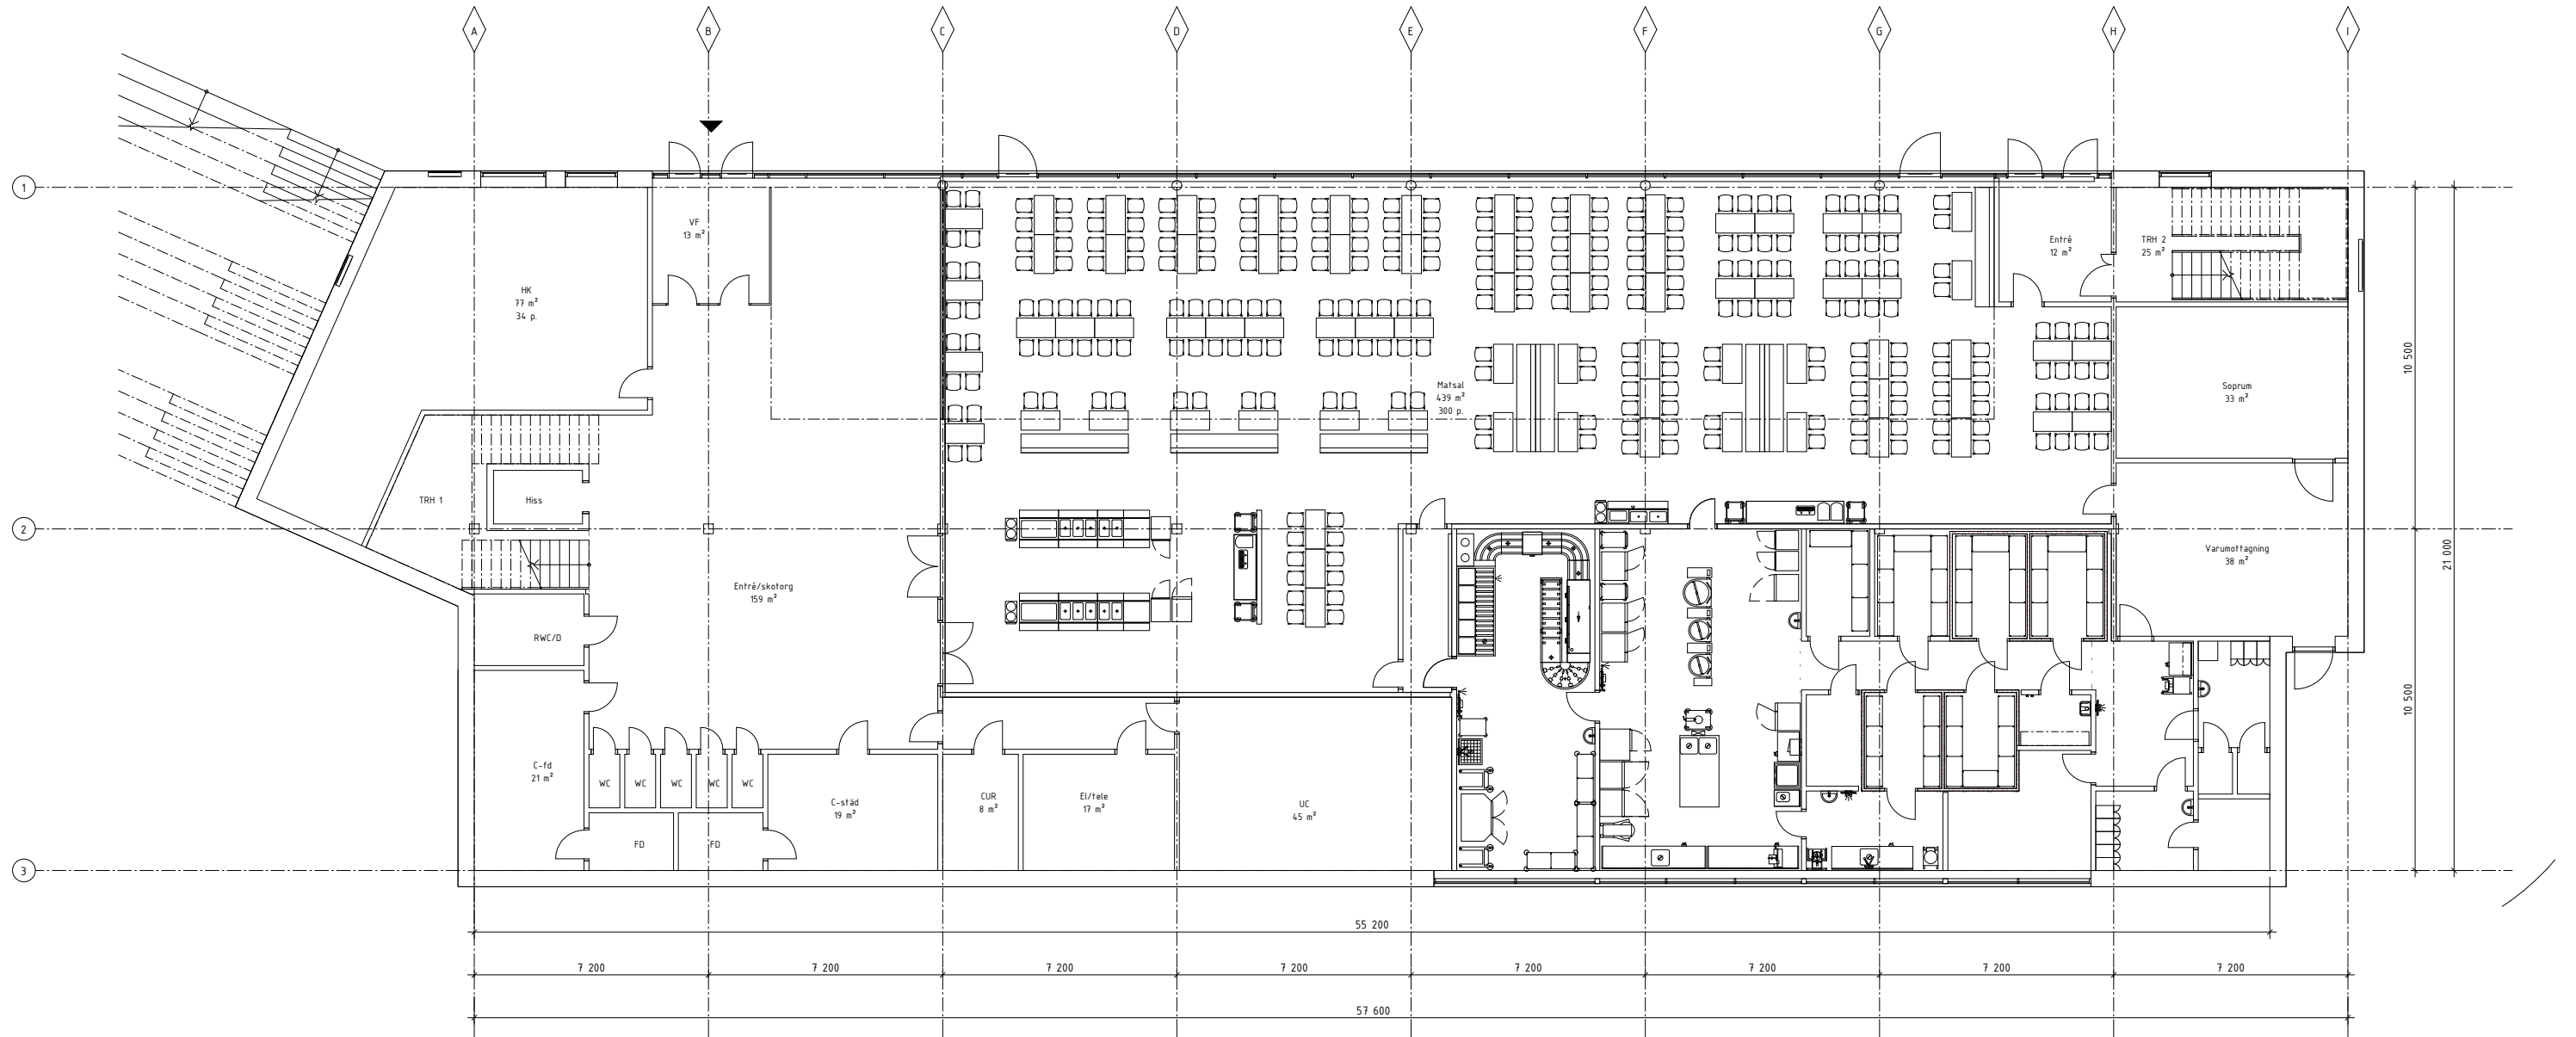 A
B
C
D
E
F
G
H
I
1
2
3
VF
13 m²
HK
77 m²
34 p.
Entré
12 m²
TRH 2
25 m²
Matsal
439 m²
300 p.
Soprum
33 m²
10 500
TRH 1
Hiss
Varumottagning
38 m²
21 000
Entré/skotorg
159 m²
RWC/D
10 500
C-fd
21 m²
WC
WC
WC
WC
WC
C-städ
19 m²
CUR
8 m²
El/tele
17 m²
UC
45 m²
FD
FD
55 200
7 200
7 200
7 200
7 200
7 200
7 200
7 200
7 200
57 600